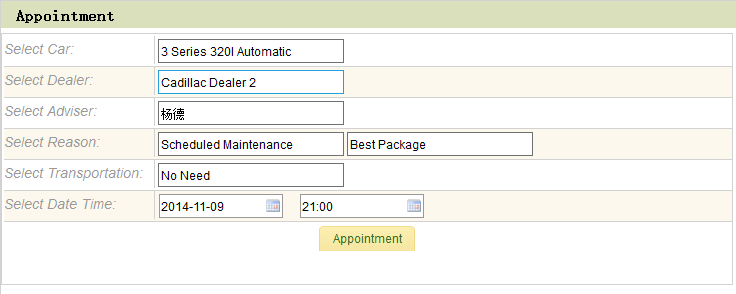 Appointment
Select Car: 3 Series 320I Automatic
Select Dealer: Cadillac Dealer 2
Select Adviser: 杨德
Select Reason: Scheduled Maintenance Best Package
Select Transportation: No Need
Select Date Time: 2014-11-09 21:00
Appointment